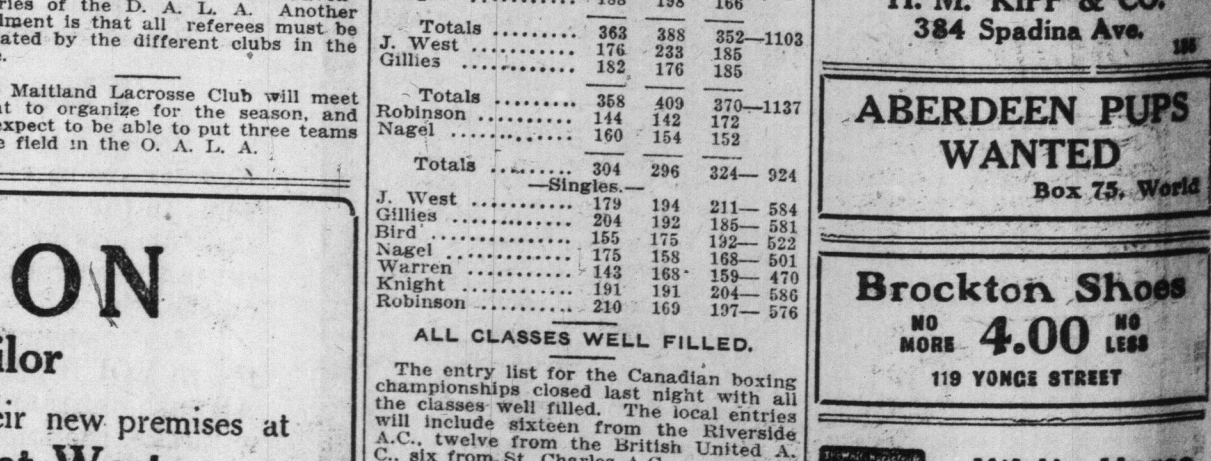 ries of the D. A. L. A. Another
lment is that all referees must be
ated by the different clubs in the
Maitland Lacrosse Club will meet
nt to organize for the season, and
expect to be able to put three teams
e field in the O. A. L. A.
ON
ilor
eir new premises at
188 198 166
Totals ......... 363 388 352—1103
J. West .......... 176 233 185
Gillies .......... 182 176 185
Totals ......... 358 409 370—1137
Robinson ......... 144 142 172
Nagel .......... 160 154 152
Totals ......... 304 296 324— 924
—Singles.—
J. West .......... 179 194 211— 584
Gillies .......... 204 192 185— 581
Bird ............ 155 175 192— 522
Nagel ........... 175 158 168— 501
Warren .......... 143 168 159— 470
Knight .......... 191 191 204— 586
Robinson ......... 210 169 197— 576
ALL CLASSES WELL FILLED.
The entry list for the Canadian boxing
championships closed last night with all
the classes well filled. The local entries
will include sixteen from the Riverside
A.C., twelve from the British United A.
C., six from St. Charles A.C.
H. M. KIPP & CO.
384 Spadina Ave.
ABERDEEN PUPS
WANTED
Box 75, World
Brockton Shoes
NO MORE 4.00 NO LESS
119 YONGE STREET